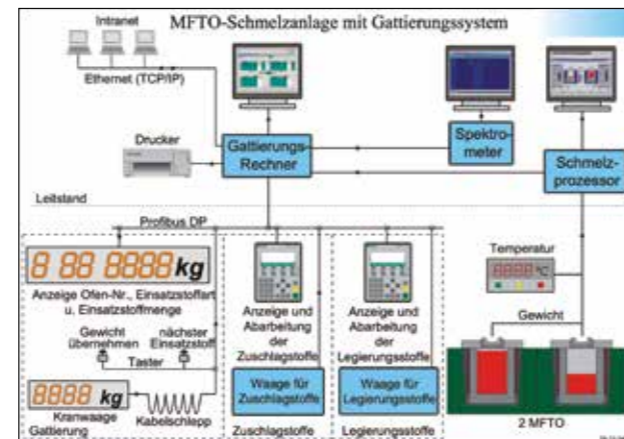 MFTO-Schmelzanlage mit Gattierungssystem
Intranet
Ethernet (TCP/IP)
Drucker
Gattierungs
Rechner
Spektro-
meter
Schmelz-
prozessor
Leitstand
Profibus DP
8 88 8888 kg
Anzeige Ofen-Nr., Einsatzstoffart
u. Einsatzstoffmenge
Gewicht
übernehmen
nächster
Einsatzstoff
Taster
8888 kg
Kranwaage
Kabelschlepp
Gattierung
Anzeige und
Abarbeitung
der
Zuschlagstoffe
Waage für
Zuschlagstoffe
Zuschlagstoffe
Anzeige und
Abarbeitung
der
Legierungsstoffe
Waage für
Legierungsstoffe
Legierungsstoffe
Temperatur
8888 °C
Gewicht
2 MFTO